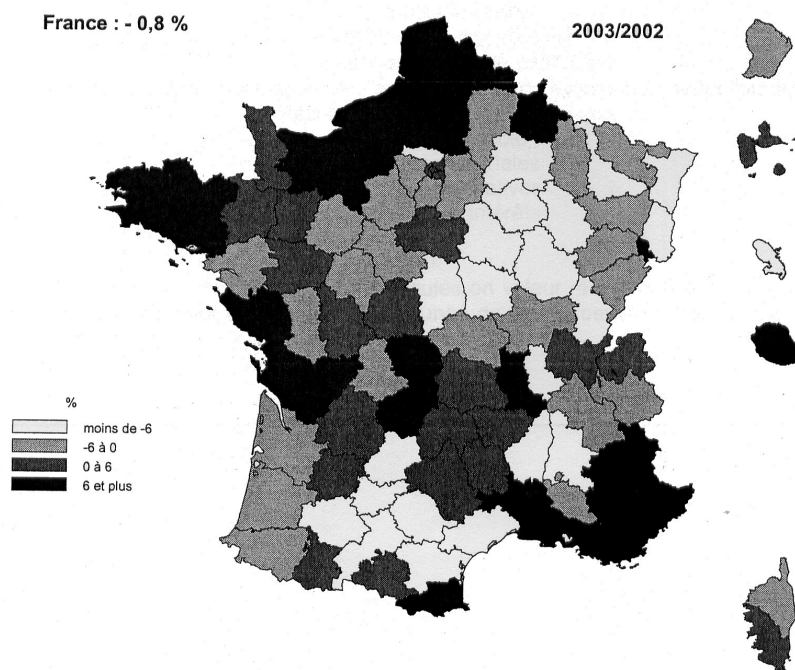 France : - 0,8 %
2003/2002
%
moins de -6
-6 à 0
0 à 6
6 et plus